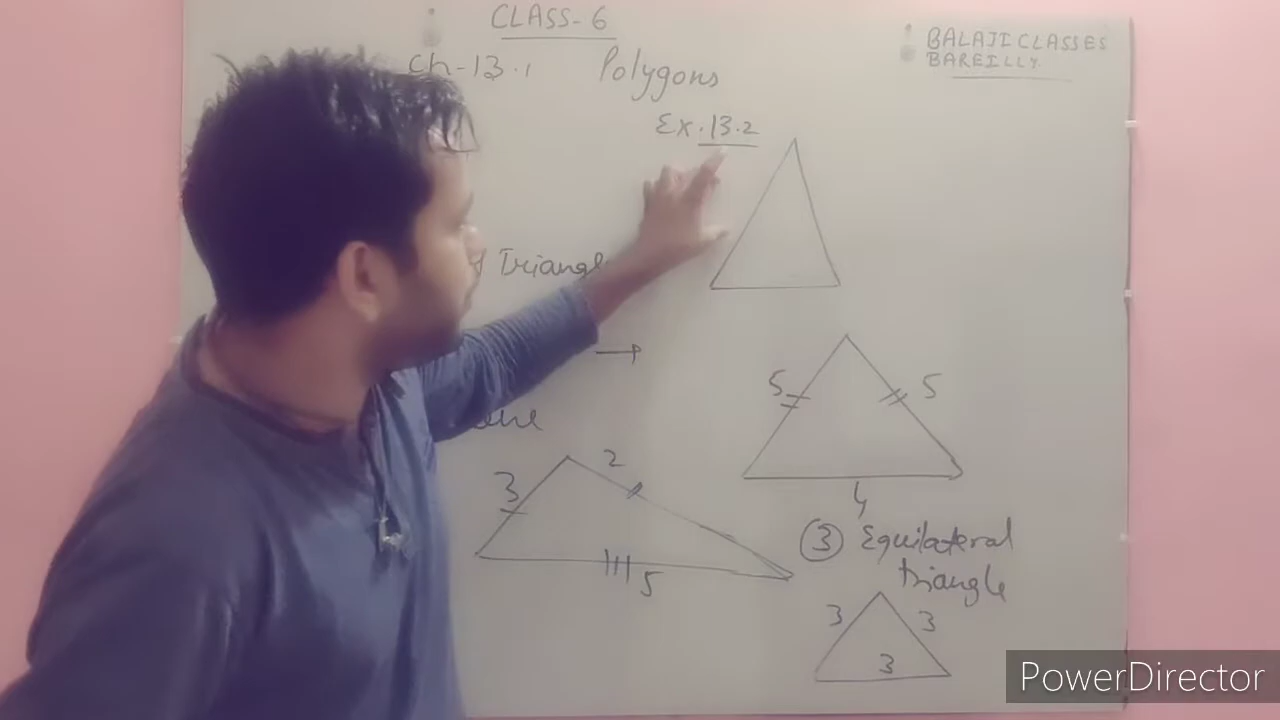 CLASS-6
BALAJI CLASSES
BAREILLY
Ch-13.1 Polygons
Ex.13.2
Triangle
5 5
4
2
3
5
③ Equilateral
triangle
3 3
3
PowerDirector